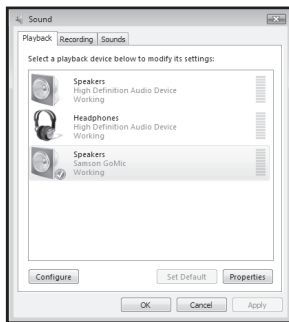 Sound
Playback Recording Sounds
Select a playback device below to modify its settings:
Speakers
High Definition Audio Device
Working
Headphones
High Definition Audio Device
Working
Speakers
Samson GoMic
Working
Configure Set Default Properties
OK Cancel Apply